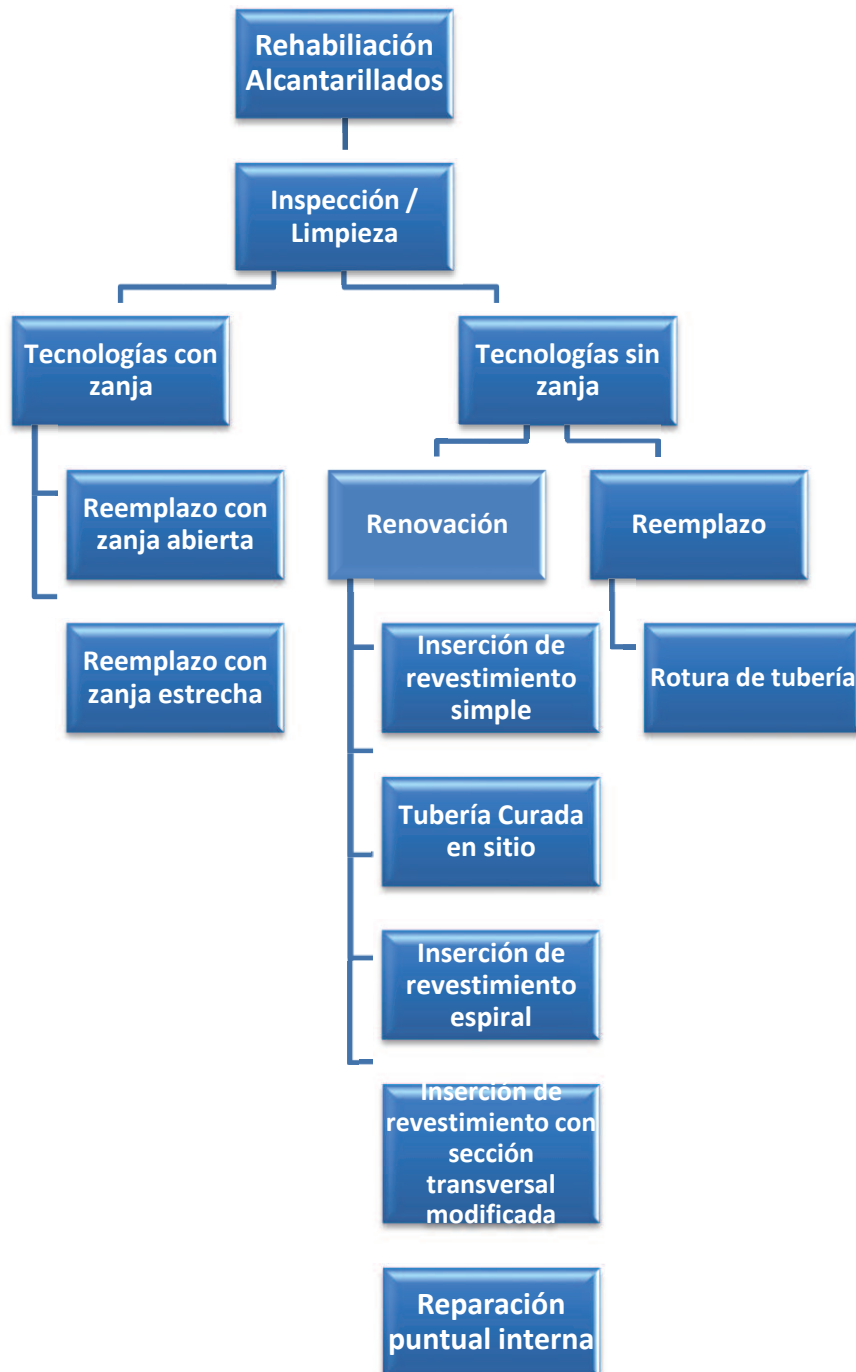 Rehabiliación
Alcantarillados
Inspección /
Limpieza
Tecnologías con
zanja
Tecnologías sin
zanja
Reemplazo con
zanja abierta
Renovación
Reemplazo
Reemplazo con
zanja estrecha
Inserción de
revestimiento
simple
Rotura de tubería
Tubería Curada
en sitio
Inserción de
revestimiento
espiral
Inserción de
revestimiento con
sección
transversal
modificada
Reparación
puntual interna